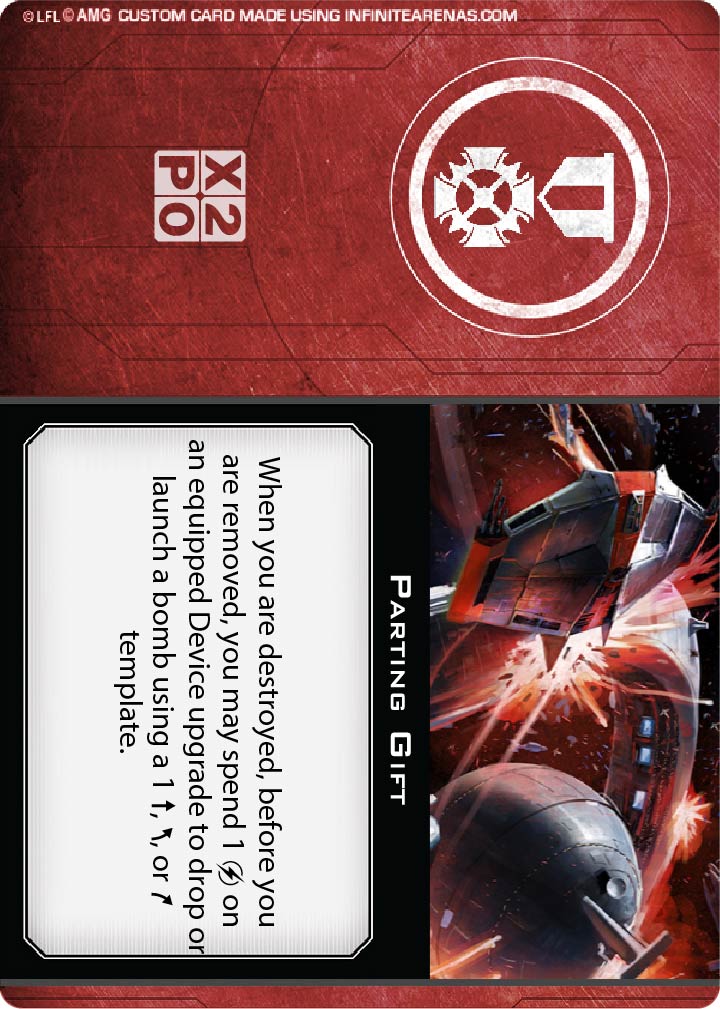 © LFL © AMG CUSTOM CARD MADE USING INFINITEARENAS.COM
X2
PO
Parting Gift
When you are destroyed, before you
are removed, you may spend 1 on
an equipped Device upgrade to drop or
launch a bomb using a 1 ↑, ↰, or ↱
template.